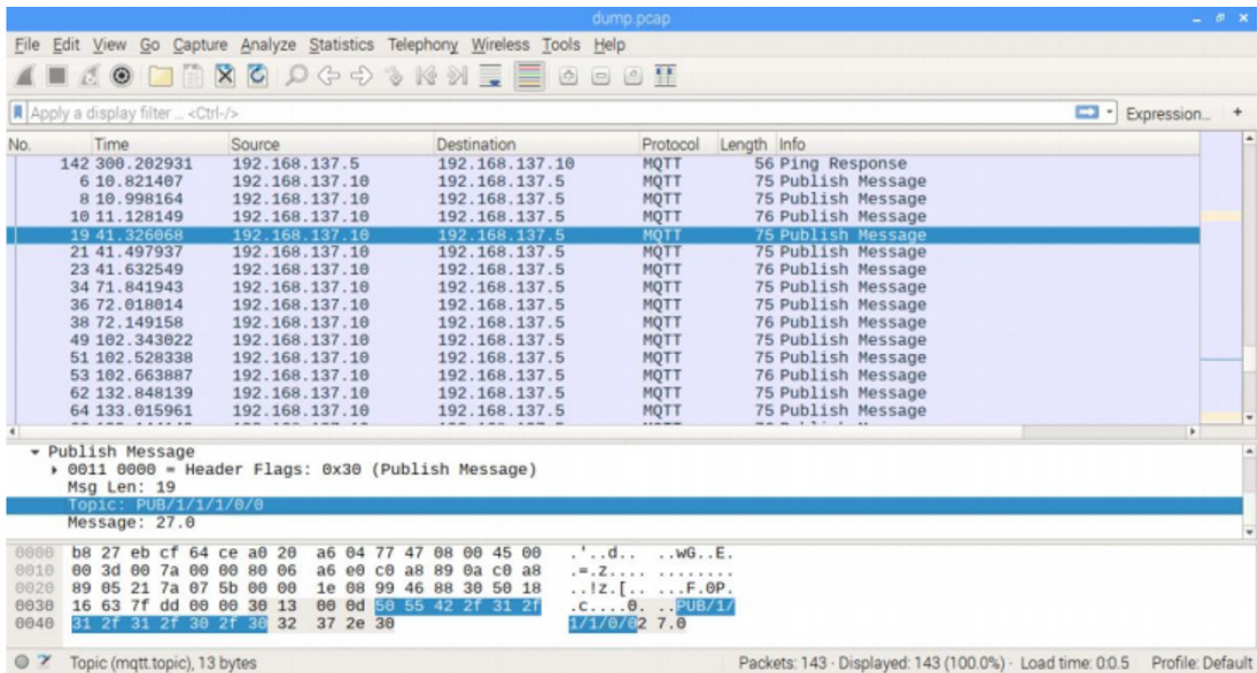 dump.pcap
File Edit View Go Capture Analyze Statistics Telephony Wireless Tools Help
Apply a display filter ... <Ctrl-/> Expression... +
No. Time Source Destination Protocol Length Info
142 300.202931 192.168.137.5 192.168.137.10 MQTT 56 Ping Response
6 10.821407 192.168.137.10 192.168.137.5 MQTT 75 Publish Message
8 10.998164 192.168.137.10 192.168.137.5 MQTT 75 Publish Message
10 11.128149 192.168.137.10 192.168.137.5 MQTT 76 Publish Message
19 41.326068 192.168.137.10 192.168.137.5 MQTT 75 Publish Message
21 41.497937 192.168.137.10 192.168.137.5 MQTT 75 Publish Message
23 41.632549 192.168.137.10 192.168.137.5 MQTT 76 Publish Message
34 71.841943 192.168.137.10 192.168.137.5 MQTT 75 Publish Message
36 72.018014 192.168.137.10 192.168.137.5 MQTT 75 Publish Message
38 72.149158 192.168.137.10 192.168.137.5 MQTT 76 Publish Message
49 102.343022 192.168.137.10 192.168.137.5 MQTT 75 Publish Message
51 102.528338 192.168.137.10 192.168.137.5 MQTT 75 Publish Message
53 102.663887 192.168.137.10 192.168.137.5 MQTT 76 Publish Message
62 132.848139 192.168.137.10 192.168.137.5 MQTT 75 Publish Message
64 133.015961 192.168.137.10 192.168.137.5 MQTT 75 Publish Message
Publish Message
0011 0000 = Header Flags: 0x30 (Publish Message)
Msg Len: 19
Topic: PUB/1/1/1/0/0
Message: 27.0
0000 b8 27 eb cf 64 ce a0 20 a6 04 77 47 08 00 45 00 .'..d.. ..wG..E.
0010 00 3d 00 7a 00 00 80 06 a6 e0 c0 a8 89 0a c0 a8 .=.z.... ........
0020 89 05 21 7a 07 5b 00 00 1e 08 99 46 88 30 50 18 ..!z.[.. ...F.0P.
0030 16 63 7f dd 00 00 30 13 00 0d 50 55 42 2f 31 2f .c....0. ..PUB/1/
0040 31 2f 31 2f 30 2f 30 32 37 2e 30 1/1/0/02 7.0
Topic (mqtt.topic), 13 bytes Packets: 143 · Displayed: 143 (100.0%) · Load time: 0:0.5 Profile: Default